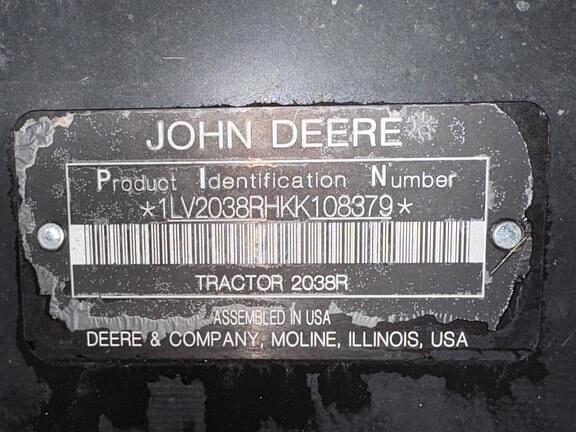 JOHN DEERE
Product Identification Number
*1LV2038RHKK108379*
TRACTOR 2038R
ASSEMBLED IN USA
DEERE & COMPANY, MOLINE, ILLINOIS, USA